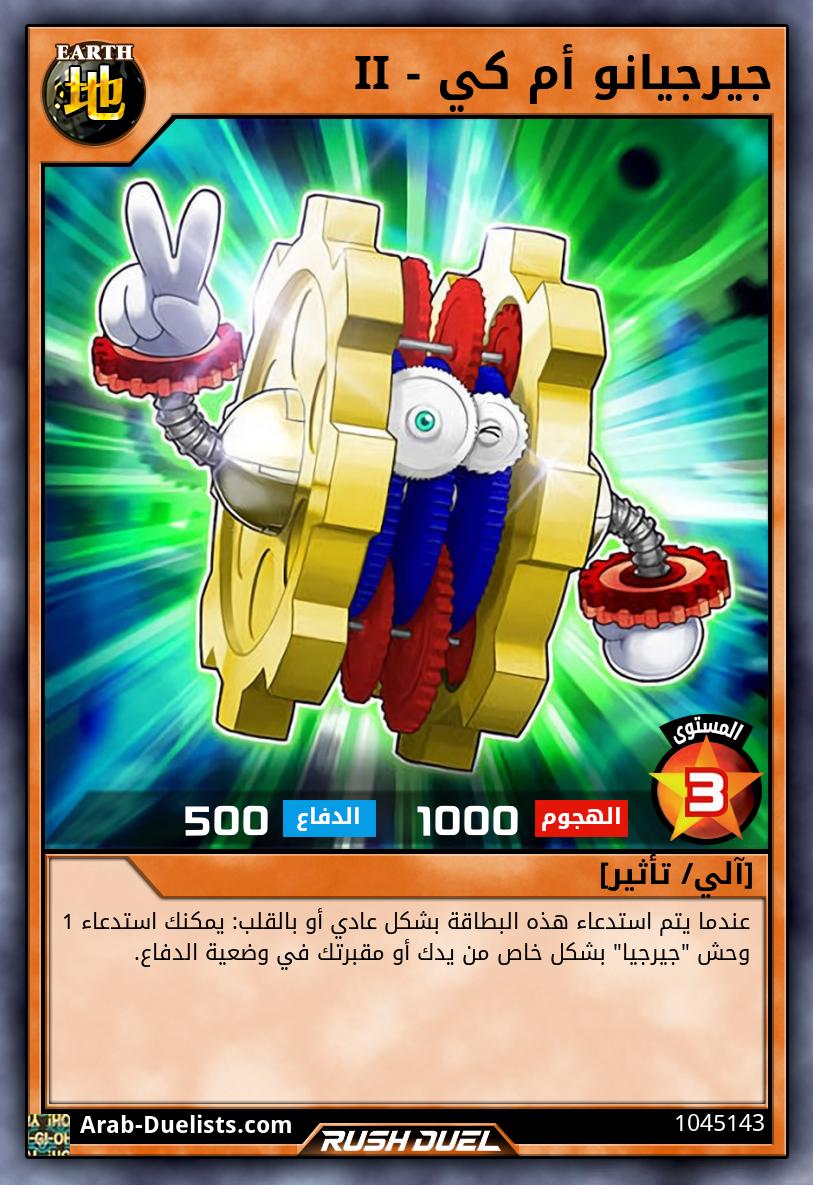 EARTH
地
جيرجيانو أم كي - II
المستوى
3
الهجوم 1000 الدفاع 500
[آلي/ تأثير]
عندما يتم استدعاء هذه البطاقة بشكل عادي أو بالقلب: يمكنك استدعاء 1
وحش "جيرجيا" بشكل خاص من يدك أو مقبرتك في وضعية الدفاع.
Arab-Duelists.com
RUSH DUEL
1045143